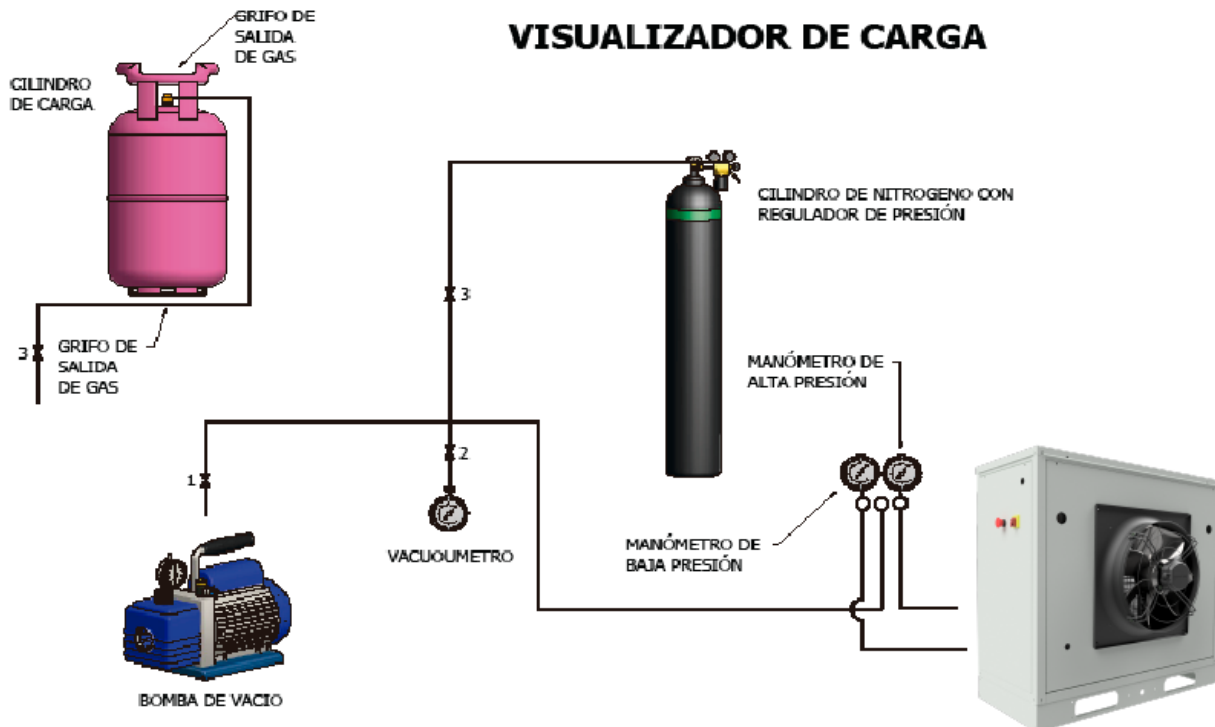 VISUALIZADOR DE CARGA
GRIFO DE
SALIDA
DE GAS
CILINDRO
DE CARGA
CILINDRO DE NITROGENO CON
REGULADOR DE PRESIÓN
3
3
GRIFO DE
SALIDA
DE GAS
MANÓMETRO DE
ALTA PRESIÓN
1
2
VACUOUMETRO
MANÓMETRO DE
BAJA PRESIÓN
BOMBA DE VACIO